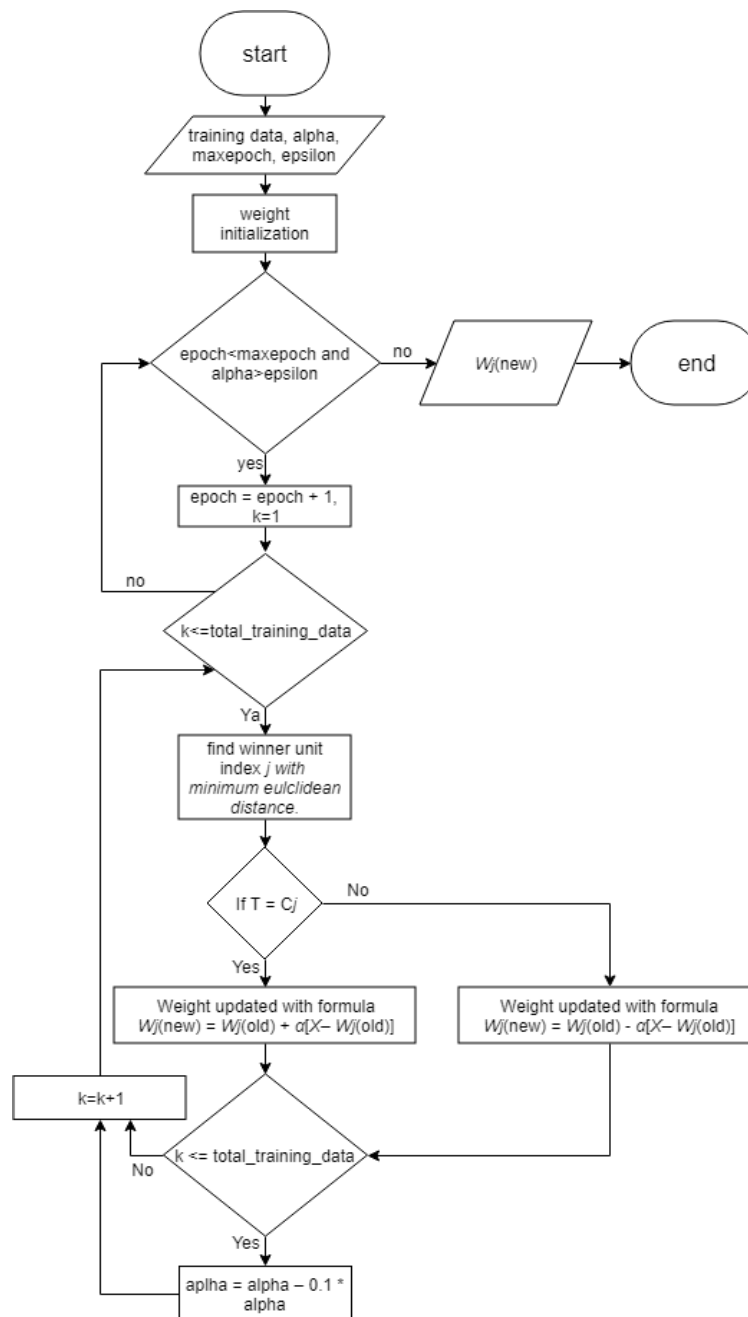 start
training data, alpha,
maxepoch, epsilon
weight
initialization
epoch<maxepoch and
alpha>epsilon
no
Wj(new)
end
yes
epoch = epoch + 1,
k=1
no
k<=total_training_data
Ya
find winner unit
index j with
minimum eulclidean
distance.
If T = Cj
No
Yes
Weight updated with formula
Wj(new) = Wj(old) + α[X– Wj(old)]
Weight updated with formula
Wj(new) = Wj(old) - α[X– Wj(old)]
k=k+1
k <= total_training_data
No
Yes
aplha = alpha – 0.1 *
alpha